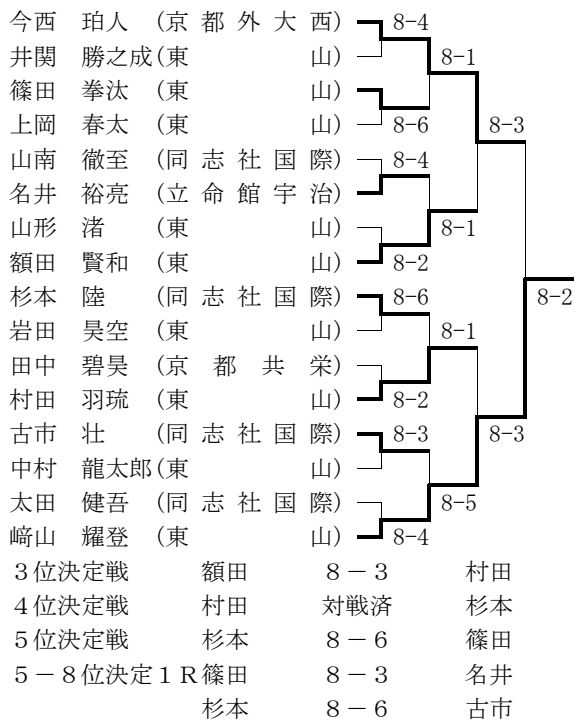 今西 珀人 (京都外大西) 8-4
井関 勝之成(東 山) 8-1
篠田 拳汰 (東 山)
上岡 春太 (東 山) 8-6 8-3
山南 徹至 (同志社国際) 8-4
名井 裕亮 (立命館宇治)
山形 渚 (東 山) 8-1
額田 賢和 (東 山) 8-2
杉本 陸 (同志社国際) 8-6 8-2
岩田 昊空 (東 山) 8-1
田中 碧昊 (京都共栄)
村田 羽琉 (東 山) 8-2
古市 壮 (同志社国際) 8-3 8-3
中村 龍太郎(東 山)
太田 健吾 (同志社国際) 8-5
﨑山 耀登 (東 山) 8-4
3位決定戦 額田 8-3 村田
4位決定戦 村田 対戦済 杉本
5位決定戦 杉本 8-6 篠田
5-8位決定1R篠田 8-3 名井
杉本 8-6 古市